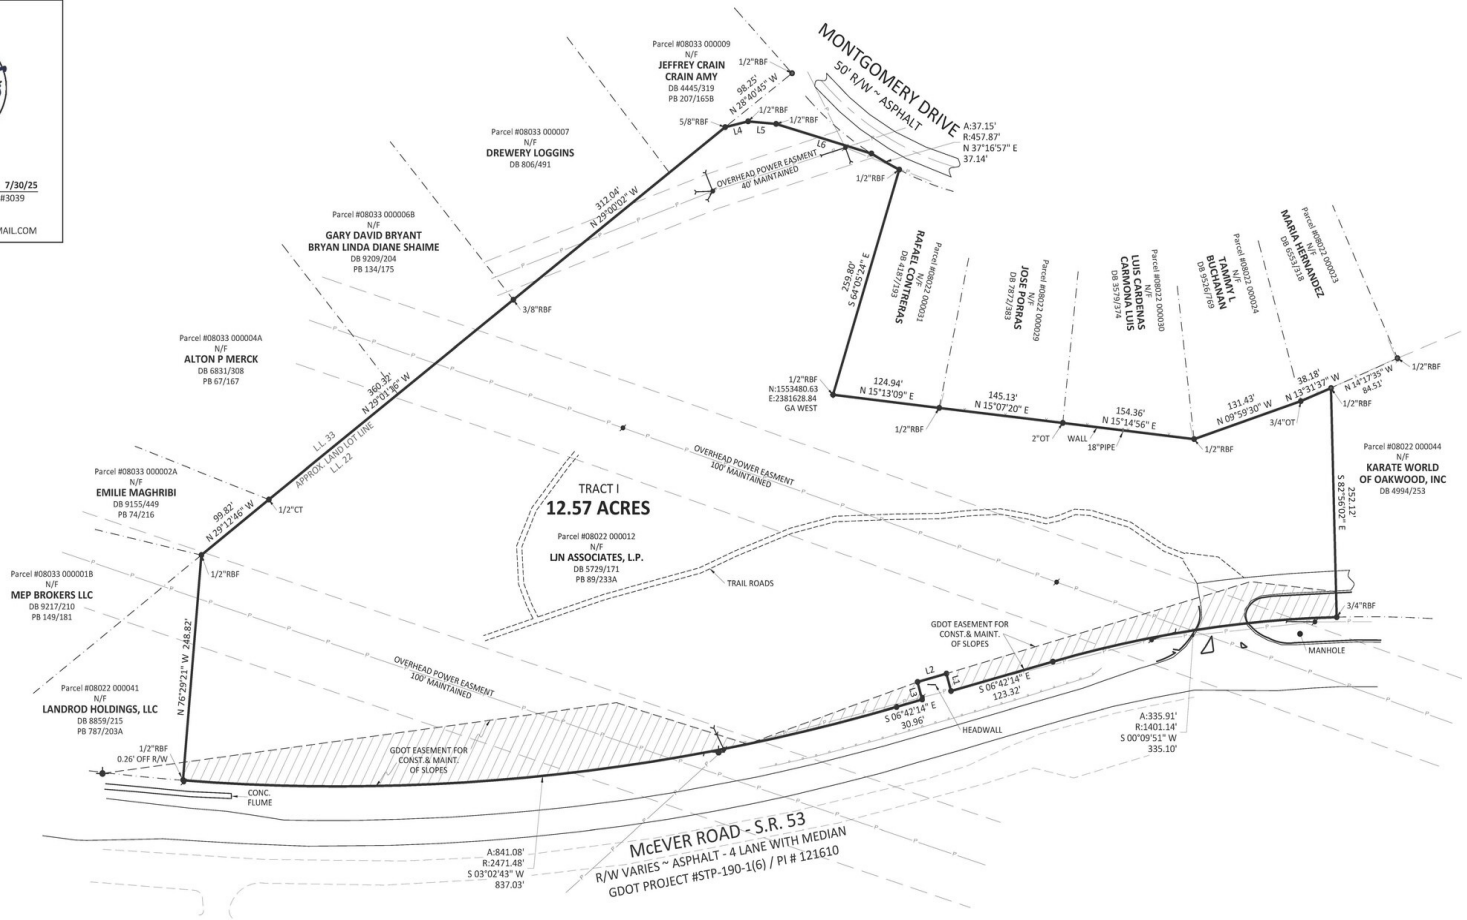 7/30/25
#3039
MAIL.COM
Parcel #08033 000009
N/F
JEFFREY CRAIN
CRAIN AMY
DB 4445/319
PB 207/165B
1/2"RBF
98.25'
N 28°40'45" W
5/8"RBF
L4
L5
1/2"RBF
1/2"RBF
L6
MONTGOMERY DRIVE
50' R/W ~ ASPHALT
A:37.15'
R:457.87'
N 37°16'57" E
37.14'
1/2"RBF
OVERHEAD POWER EASMENT
40' MAINTAINED
Parcel #08033 000007
N/F
DREWERY LOGGINS
DB 806/491
312.04'
N 29°00'02" W
Parcel #08033 000006B
N/F
GARY DAVID BRYANT
BRYAN LINDA DIANE SHAIME
DB 9209/204
PB 134/175
3/8"RBF
Parcel #08033 000004A
N/F
ALTON P MERCK
DB 6831/308
PB 67/167
360.32'
N 29°01'36" W
L.L. 33
APPROX. LAND LOT LINE
L.L. 22
Parcel #08033 000002A
N/F
EMILIE MAGHRIBI
DB 9155/449
PB 74/216
99.82'
N 29°12'46" W
1/2"CT
Parcel #08033 000001B
N/F
MEP BROKERS LLC
DB 9217/210
PB 149/181
1/2"RBF
N 76°29'21" W 248.82'
Parcel #08022 000041
N/F
LANDROD HOLDINGS, LLC
DB 8859/215
PB 787/203A
1/2"RBF
0.26' OFF R/W
CONC.
FLUME
259.80'
S 64°05'24" E
Parcel #08022 000031
N/F
RAFAEL CONTRERAS
DB 4187/193
Parcel #08022 000029
N/F
JOSE PORRAS
DB 7872/383
Parcel #08022 000030
N/F
LUIS CARDENAS
CARMONA LUIS
DB 3579/374
Parcel #08022 000024
N/F
TAMMY L
BUCHANAN
DB 9526/769
Parcel #08022 000023
N/F
MARIA HERNANDEZ
DB 6553/318
1/2"RBF
N:1553480.63
E:2381628.84
GA WEST
124.94'
N 15°13'09" E
1/2"RBF
145.13'
N 15°07'20" E
2"OT
WALL
18"PIPE
154.36'
N 15°14'56" E
1/2"RBF
131.43'
N 09°59'30" W
3/4"OT
38.18'
N 13°31'37" W
N 14°17'35" W
84.51'
1/2"RBF
1/2"RBF
Parcel #08022 000044
N/F
KARATE WORLD
OF OAKWOOD, INC
DB 4994/253
252.12'
S 82°56'02" E
3/4"RBF
MANHOLE
OVERHEAD POWER EASMENT
100' MAINTAINED
TRACT I
12.57 ACRES
Parcel #08022 000012
N/F
LJN ASSOCIATES, L.P.
DB 5729/171
PB 89/233A
TRAIL ROADS
OVERHEAD POWER EASMENT
100' MAINTAINED
GDOT EASEMENT FOR
CONST.& MAINT.
OF SLOPES
L2
L1
L3
S 06°42'14" E
123.32'
S 06°42'14" E
30.96'
HEADWALL
A:335.91'
R:1401.14'
S 00°09'51" W
335.10'
GDOT EASEMENT FOR
CONST.& MAINT.
OF SLOPES
A:841.08'
R:2471.48'
S 03°02'43" W
837.03'
McEVER ROAD - S.R. 53
R/W VARIES ~ ASPHALT - 4 LANE WITH MEDIAN
GDOT PROJECT #STP-190-1(6) / PI # 121610